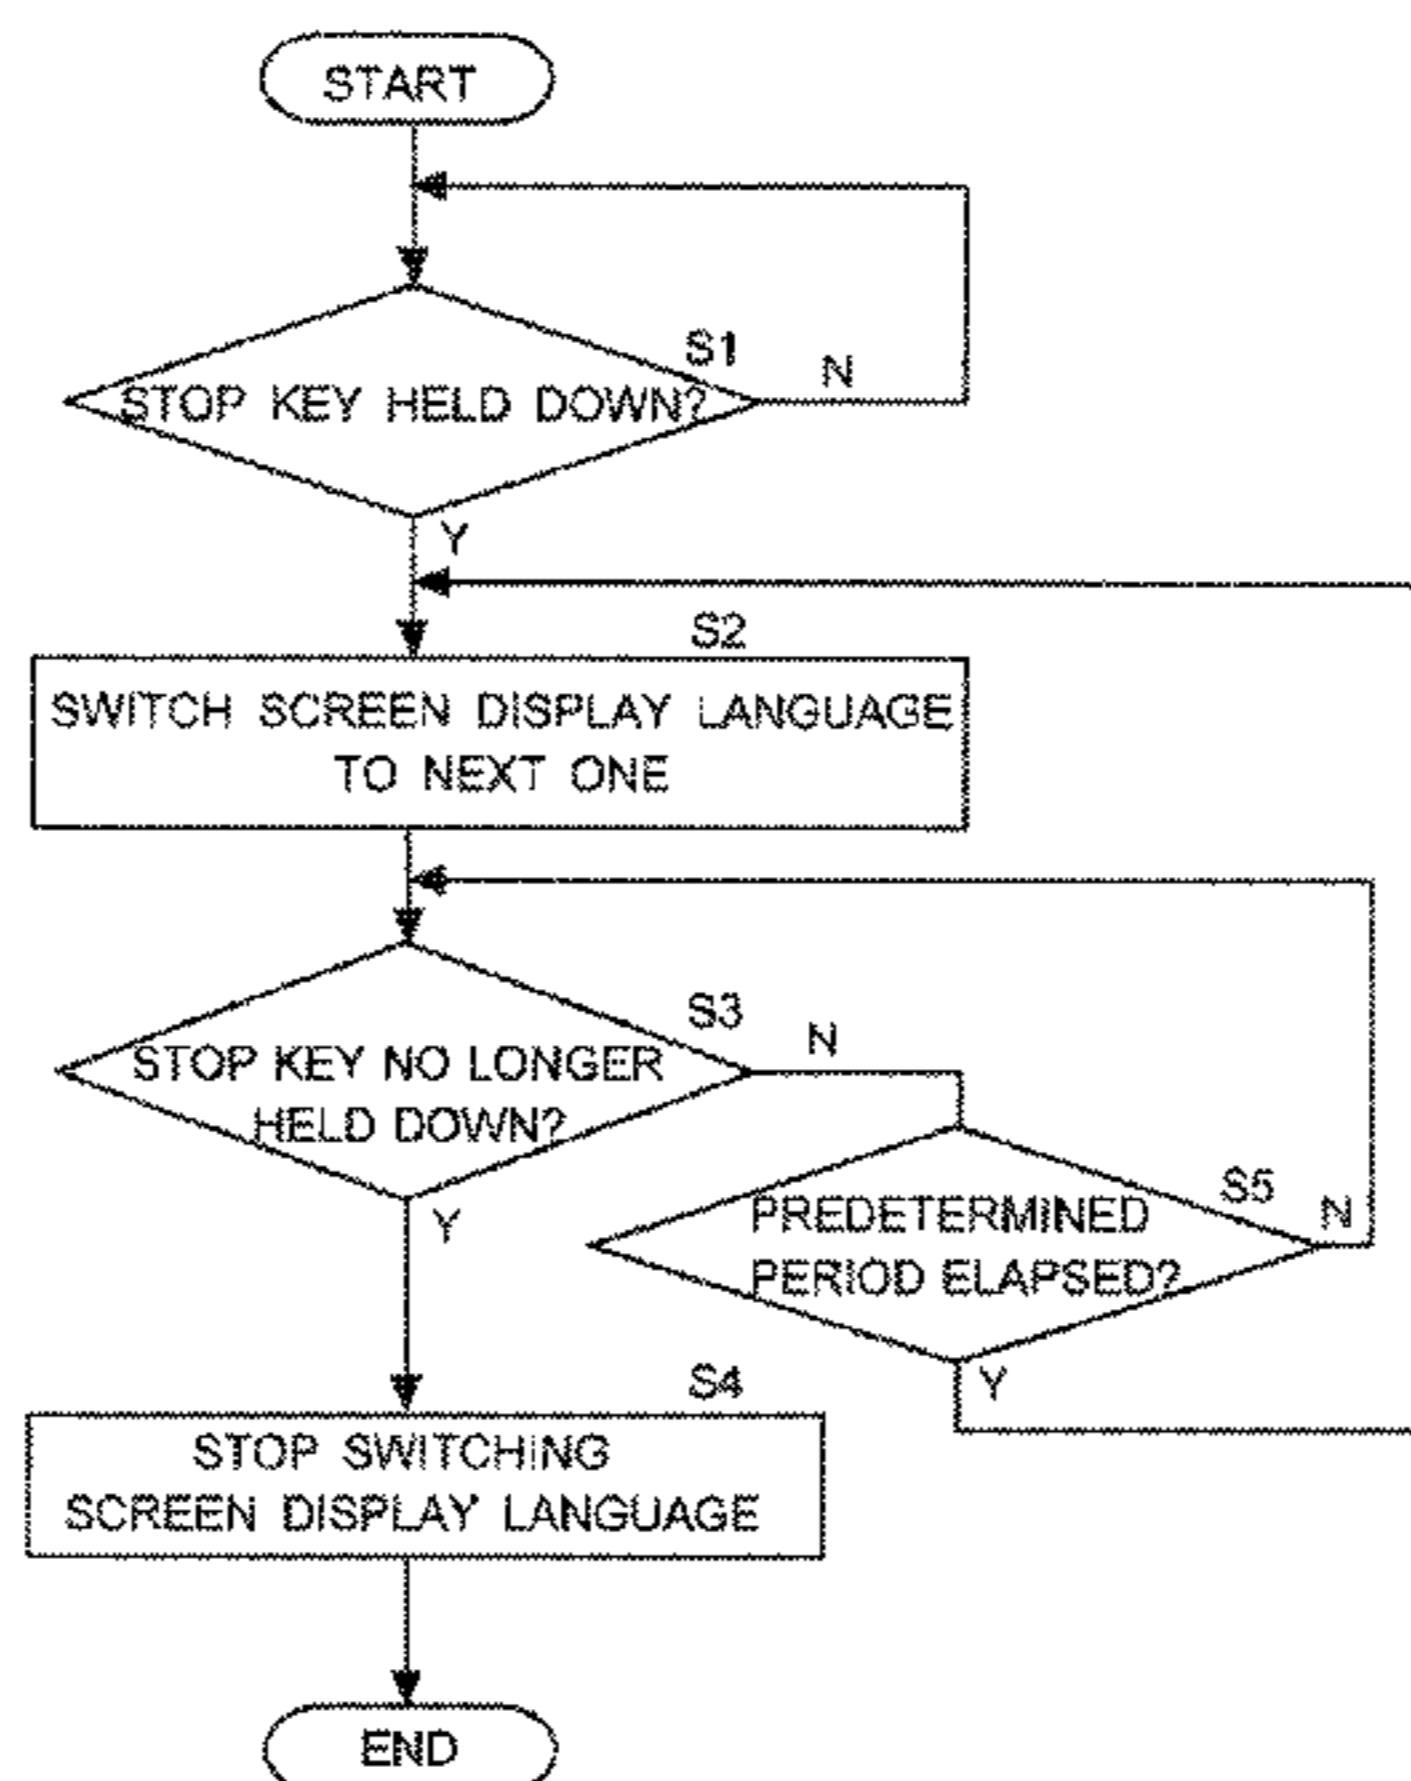 START
S1
N
STOP KEY HELD DOWN?
Y
S2
SWITCH SCREEN DISPLAY LANGUAGE
TO NEXT ONE
S3
N
STOP KEY NO LONGER
HELD DOWN?
Y
S5
N
PREDETERMINED
PERIOD ELAPSED?
Y
S4
STOP SWITCHING
SCREEN DISPLAY LANGUAGE
END